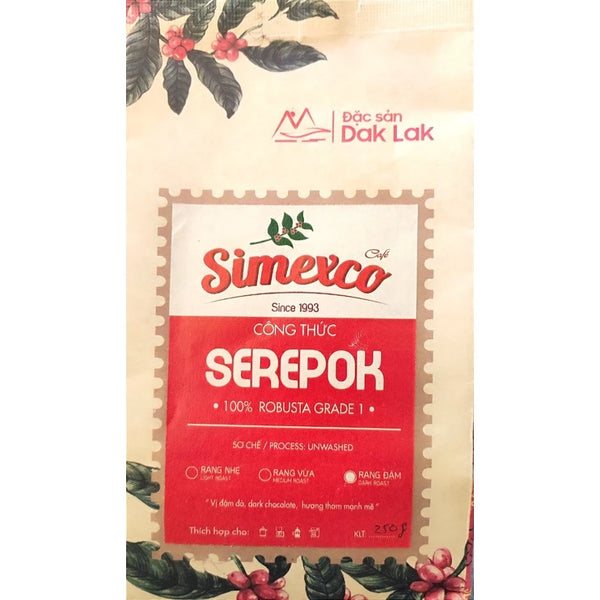 Đặc sản
Dak Lak
Simexco Café
Since 1993
CÔNG THỨC
SEREPOK
• 100% ROBUSTA GRADE 1 •
SƠ CHẾ / PROCESS: UNWASHED
RANG NHẸ RANG VỪA RANG ĐẬM
LIGHT ROAST MEDIUM ROAST DARK ROAST
" Vị đậm đà, dark chocolate, hương thơm mạnh mẽ "
Thích hợp cho: KLT: 250g